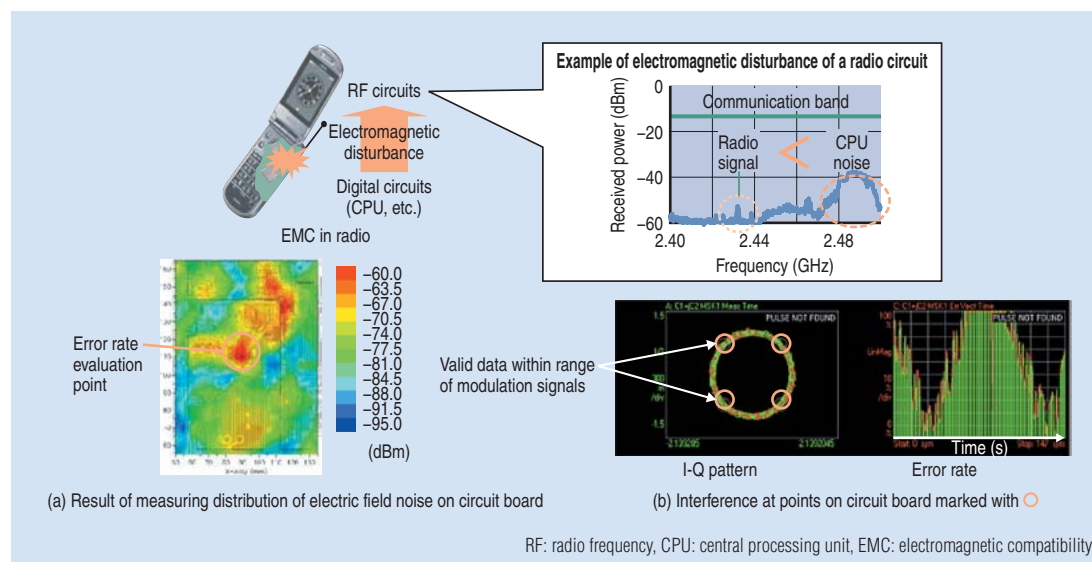 Example of electromagnetic disturbance of a radio circuit
RF circuits
Electromagnetic
disturbance
Digital circuits
(CPU, etc.)
EMC in radio
Received power (dBm)
0
−20
−40
−60
Communication band
Radio
signal
<
CPU
noise
2.40
2.44
2.48
Frequency (GHz)
−60.0
−63.5
−67.0
−70.5
−74.0
−77.5
−81.0
−84.5
−88.0
−91.5
−95.0
(dBm)
Error rate
evaluation
point
Valid data within range
of modulation signals
PULSE NOT FOUND
1.5
-1.5
I-Q pattern
PULSE NOT FOUND
100
Time (s)
Error rate
(a) Result of measuring distribution of electric field noise on circuit board
(b) Interference at points on circuit board marked with
RF: radio frequency, CPU: central processing unit, EMC: electromagnetic compatibility